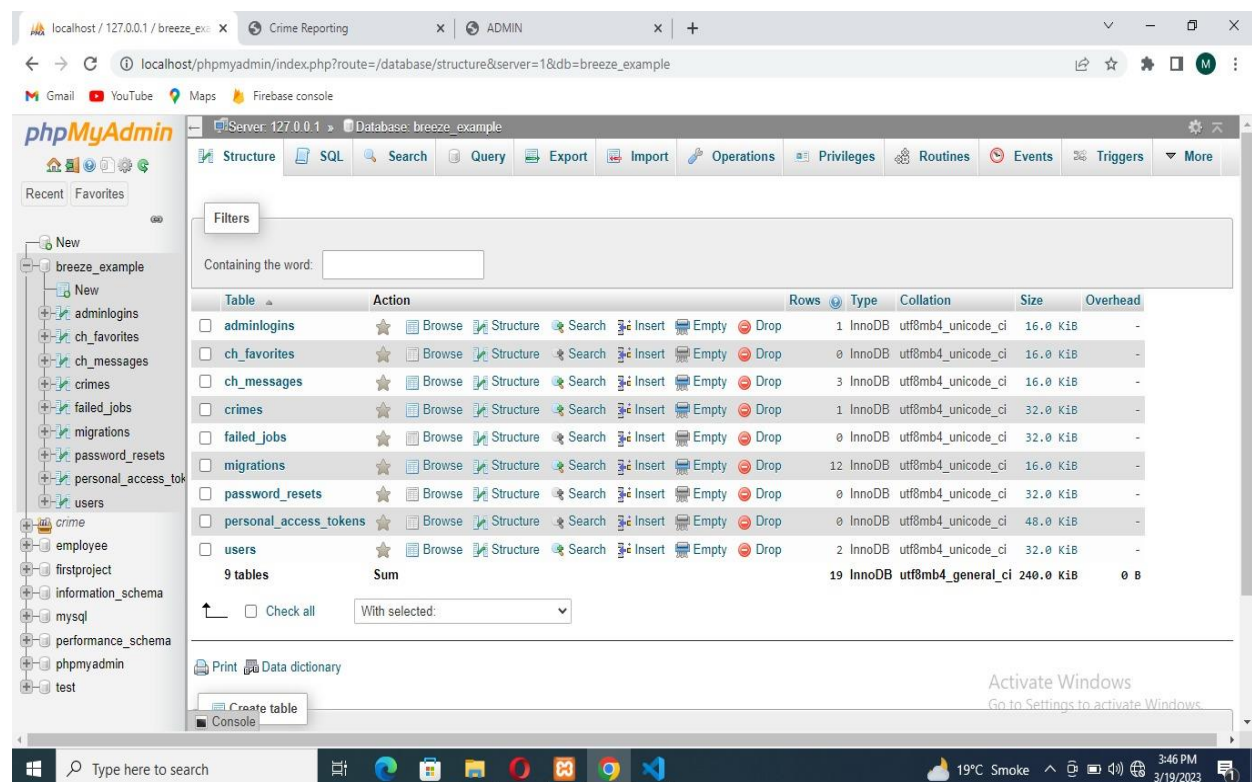 localhost / 127.0.0.1 / breeze_exa
Crime Reporting
ADMIN
localhost/phpmyadmin/index.php?route=/database/structure&server=1&db=breeze_example
M
Gmail YouTube Maps Firebase console
phpMyAdmin
Recent Favorites
New
breeze_example
New
adminlogins
ch_favorites
ch_messages
crimes
failed_jobs
migrations
password_resets
personal_access_tok
users
crime
employee
firstproject
information_schema
mysql
performance_schema
phpmyadmin
test
Server: 127.0.0.1 » Database: breeze_example
Structure SQL Search Query Export Import Operations Privileges Routines Events Triggers More
Filters
Containing the word:
Table Action Rows Type Collation Size Overhead
adminlogins Browse Structure Search Insert Empty Drop 1 InnoDB utf8mb4_unicode_ci 16.0 KiB -
ch_favorites Browse Structure Search Insert Empty Drop 0 InnoDB utf8mb4_unicode_ci 16.0 KiB -
ch_messages Browse Structure Search Insert Empty Drop 3 InnoDB utf8mb4_unicode_ci 16.0 KiB -
crimes Browse Structure Search Insert Empty Drop 1 InnoDB utf8mb4_unicode_ci 32.0 KiB -
failed_jobs Browse Structure Search Insert Empty Drop 0 InnoDB utf8mb4_unicode_ci 32.0 KiB -
migrations Browse Structure Search Insert Empty Drop 12 InnoDB utf8mb4_unicode_ci 16.0 KiB -
password_resets Browse Structure Search Insert Empty Drop 0 InnoDB utf8mb4_unicode_ci 32.0 KiB -
personal_access_tokens Browse Structure Search Insert Empty Drop 0 InnoDB utf8mb4_unicode_ci 48.0 KiB -
users Browse Structure Search Insert Empty Drop 2 InnoDB utf8mb4_unicode_ci 32.0 KiB -
9 tables Sum 19 InnoDB utf8mb4_general_ci 240.0 KiB 0 B
Check all With selected:
Print Data dictionary
Create table
Console
Activate Windows
Go to Settings to activate Windows.
Type here to search
19°C Smoke
3:46 PM
3/19/2023